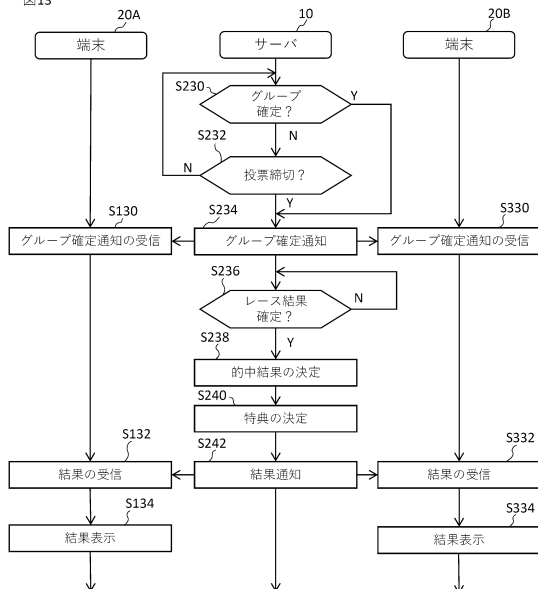 図13
20A
10
20B
端末
サーバ
端末
S230
グループ
確定？
Y
N
S232
投票締切？
N
Y
S130
S234
S330
グループ確定通知の受信
グループ確定通知
グループ確定通知の受信
S236
レース結果
確定？
N
Y
S238
的中結果の決定
S240
特典の決定
S132
S242
S332
結果の受信
結果通知
結果の受信
S134
S334
結果表示
結果表示